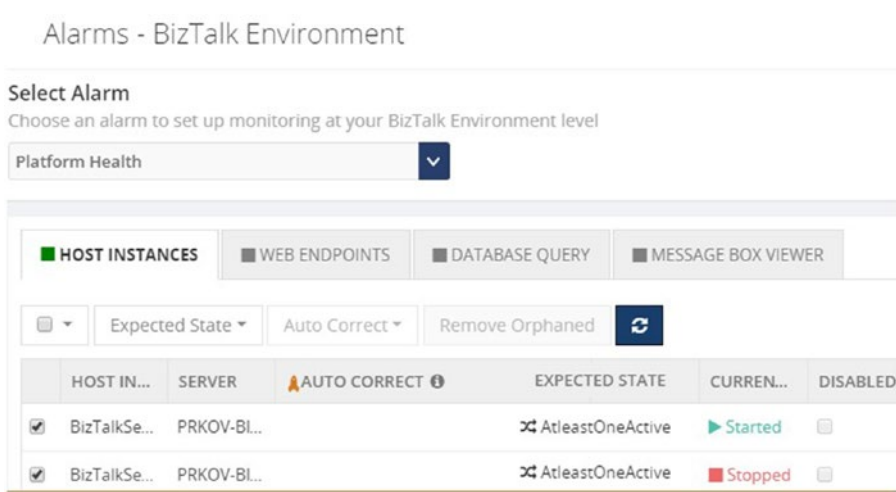 Alarms - BizTalk Environment
Select Alarm
Choose an alarm to set up monitoring at your BizTalk Environment level
Platform Health
HOST INSTANCES WEB ENDPOINTS DATABASE QUERY MESSAGE BOX VIEWER
Expected State Auto Correct Remove Orphaned
HOST IN... SERVER AUTO CORRECT EXPECTED STATE CURREN... DISABLED
BizTalkSe... PRKOV-BI... AtleastOneActive Started
BizTalkSe... PRKOV-BI... AtleastOneActive Stopped